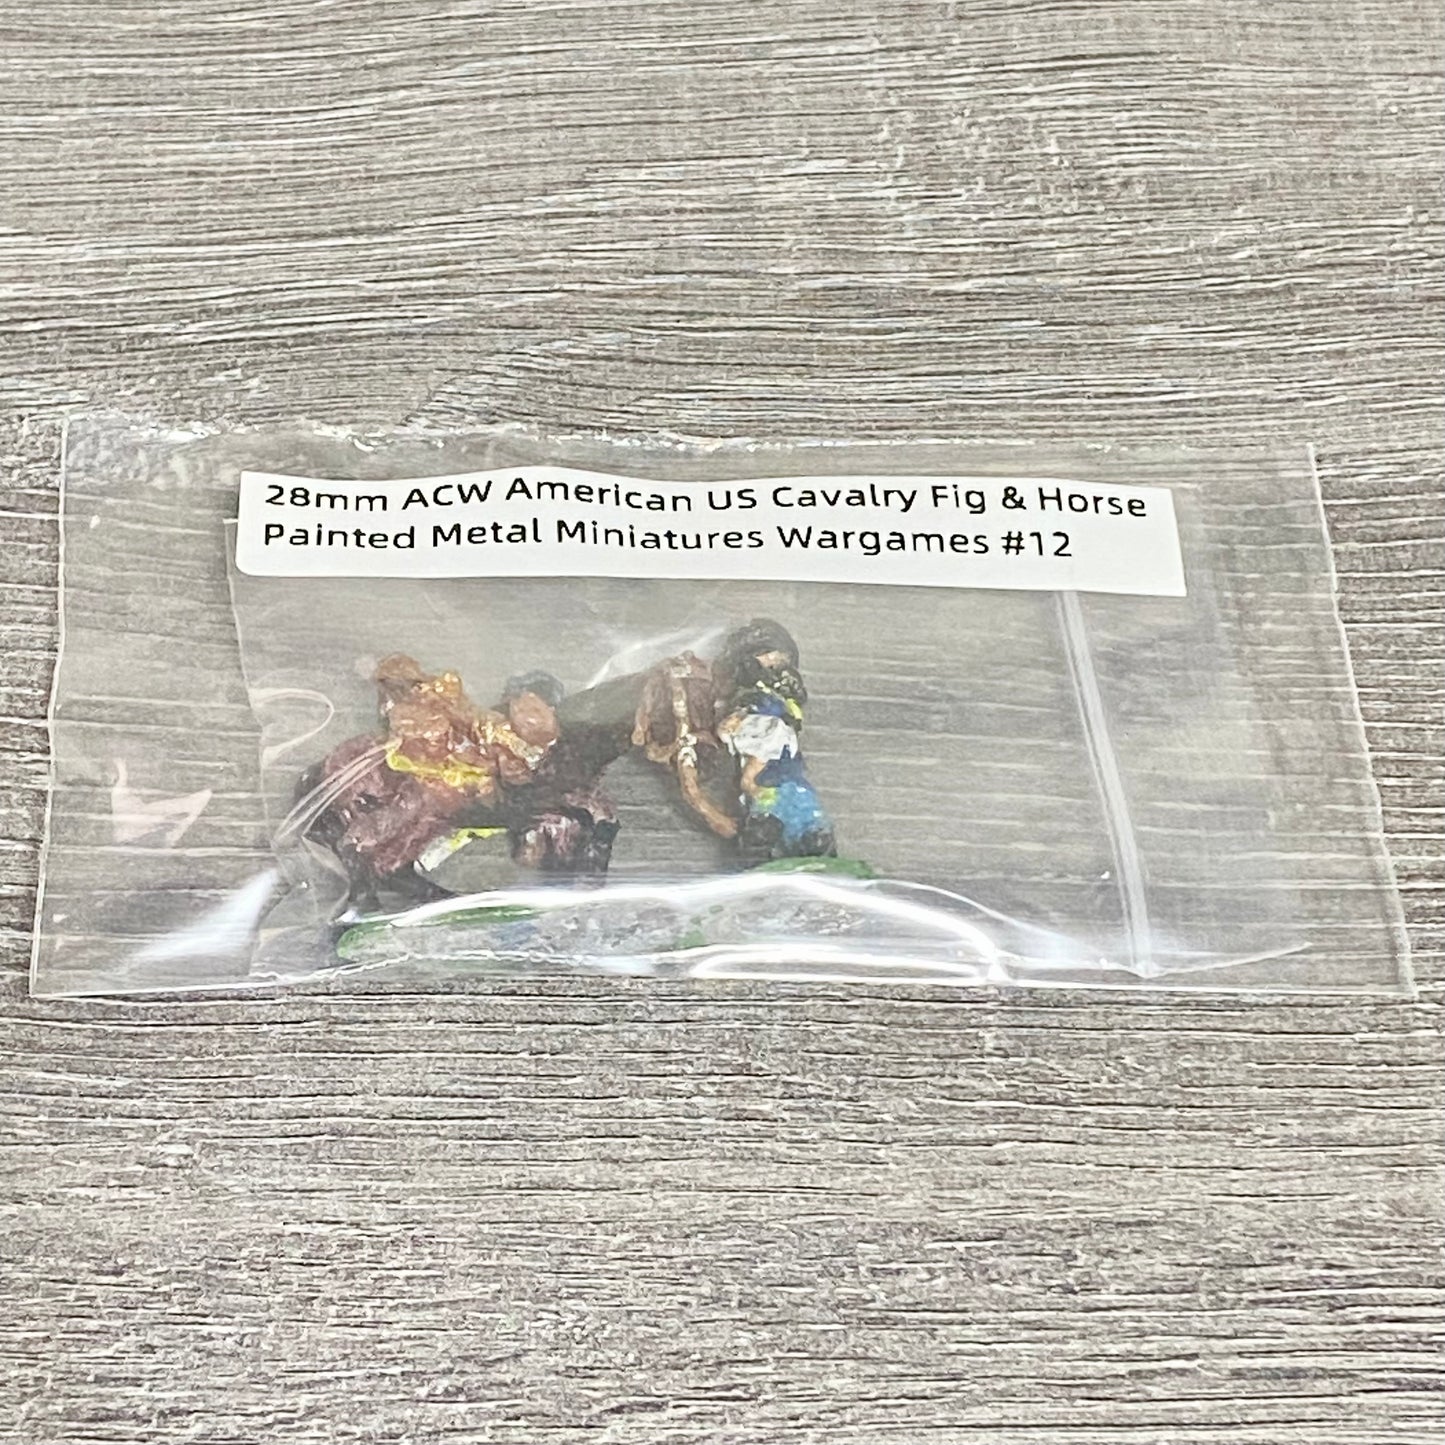 28mm ACW American US Cavalry Fig & Horse
Painted Metal Miniatures Wargames #12